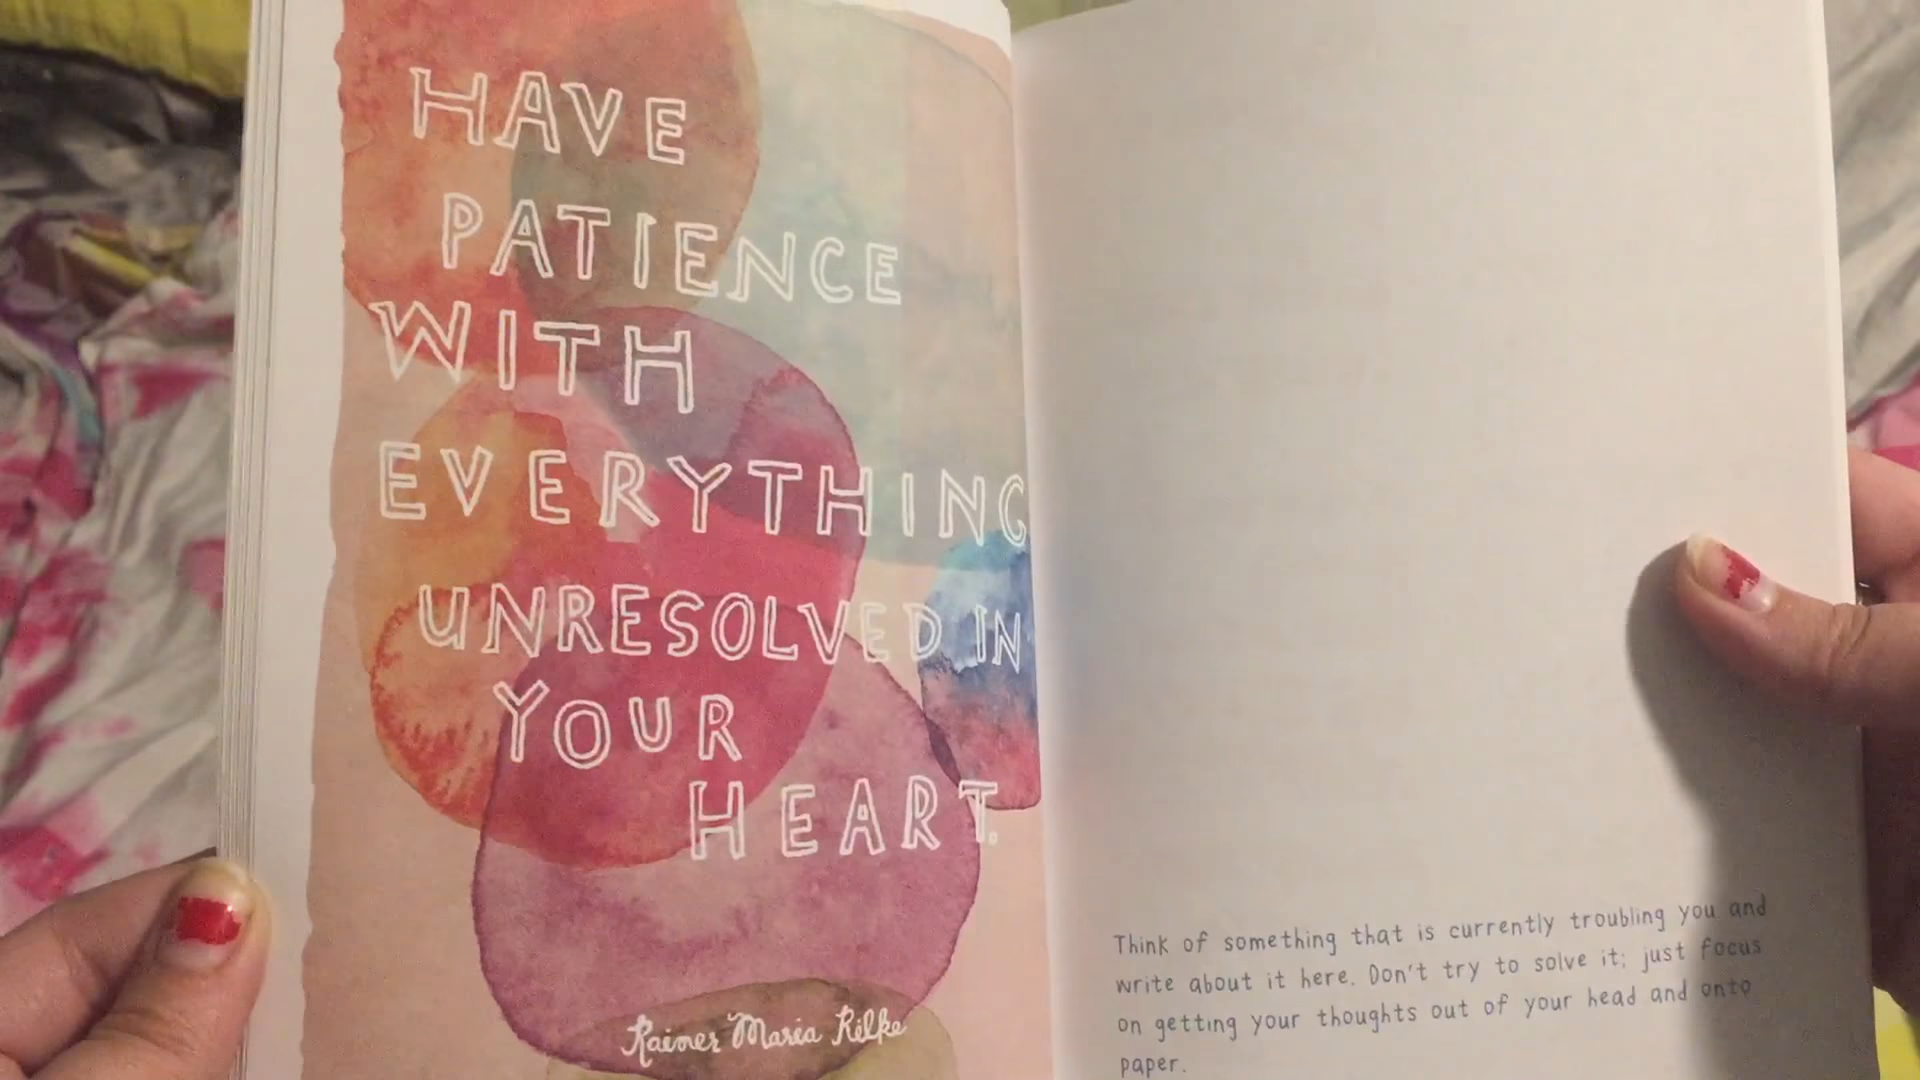 HAVE
PATIENCE
WITH
EVERYTHING
UNRESOLVED IN
YOUR
HEART.
Rainer Maria Rilke
Think of something that is currently troubling you and
write about it here. Don't try to solve it; just focus
on getting your thoughts out of your head and onto
paper.